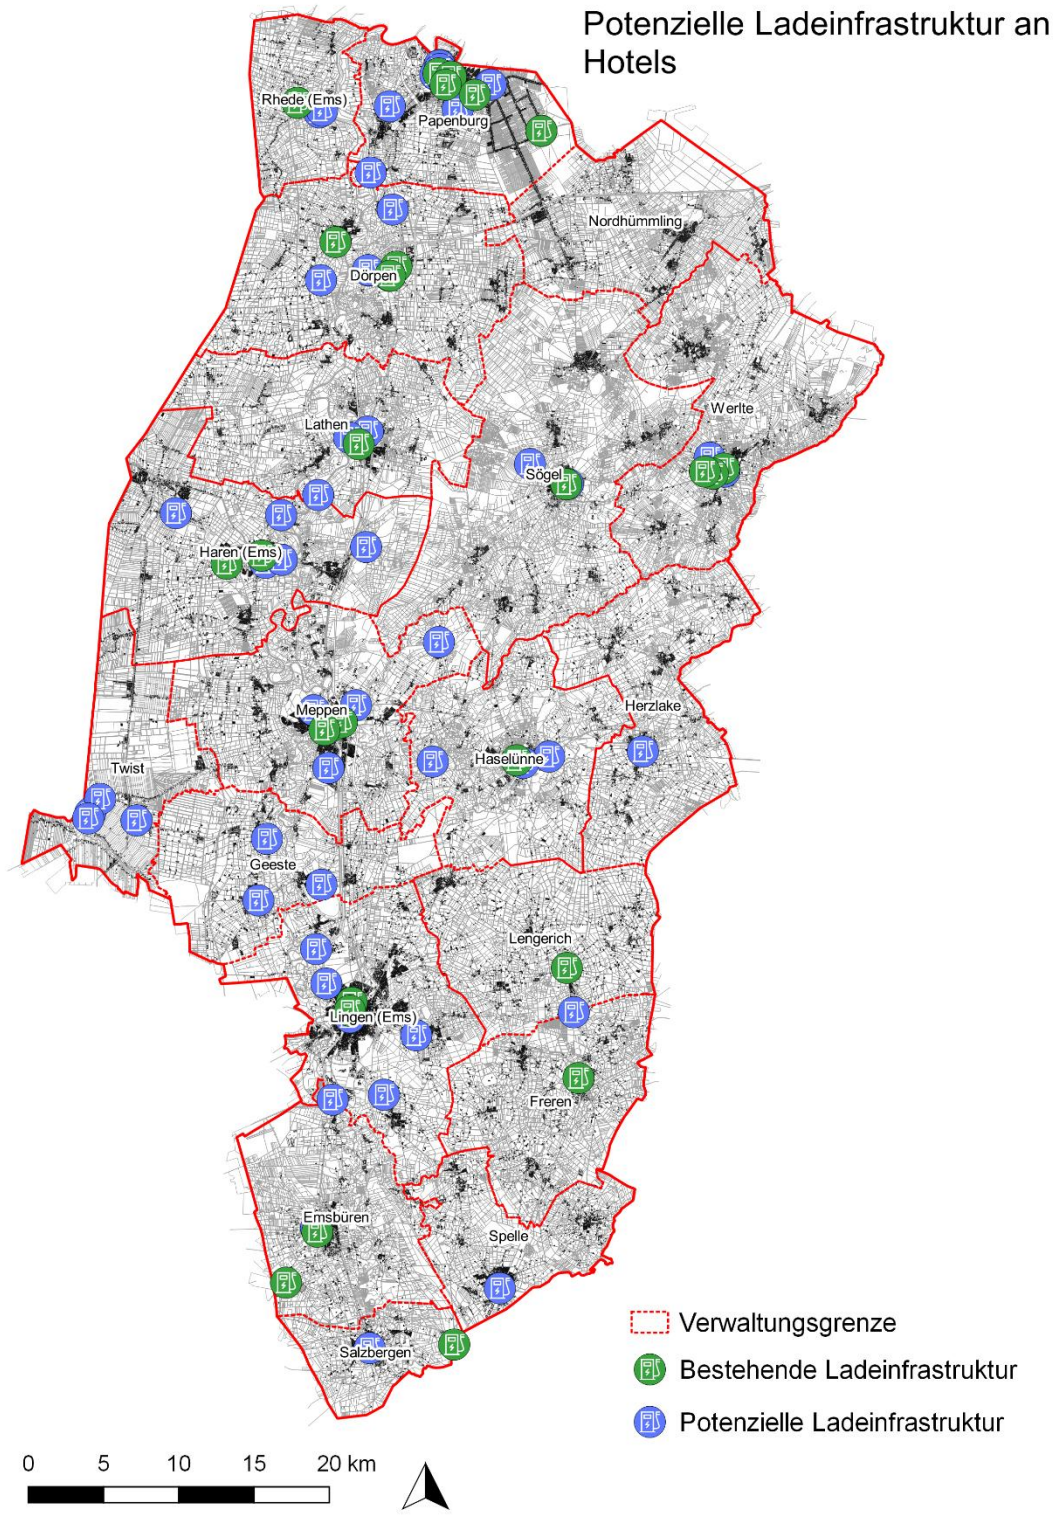 Potenzielle Ladeinfrastruktur an
Hotels
Rhede (Ems)
Papenburg
Nordhümmling
Dörpen
Werlte
Lathen
Sögel
Haren (Ems)
Herzlake
Meppen
Haselünne
Twist
Geeste
Lengerich
Lingen (Ems)
Freren
Emsbüren
Spelle
Salzbergen
Verwaltungsgrenze
Bestehende Ladeinfrastruktur
Potenzielle Ladeinfrastruktur
0 5 10 15 20 km